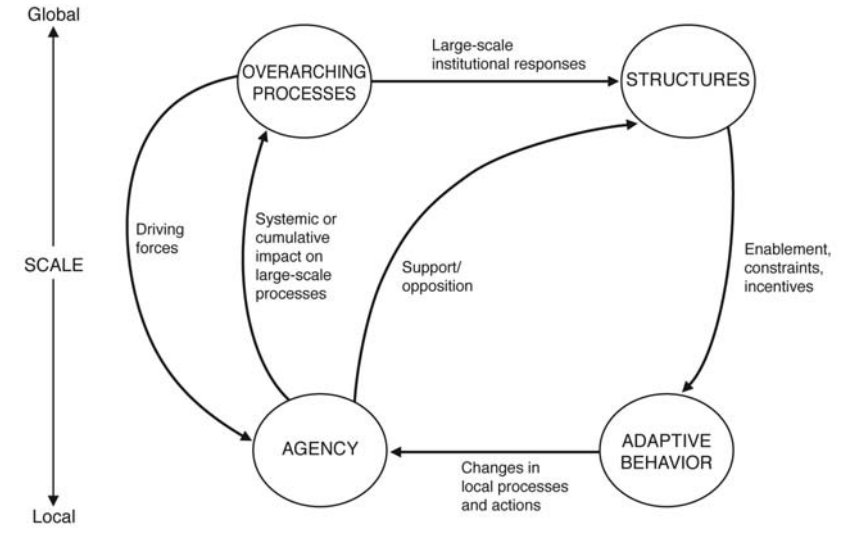 Global
OVERARCHING
PROCESSES
Large-scale
institutional responses
STRUCTURES
Driving
forces
Systemic or
cumulative
impact on
large-scale
processes
Support/
opposition
Enablement,
constraints,
incentives
SCALE
AGENCY
Changes in
local processes
and actions
ADAPTIVE
BEHAVIOR
Local